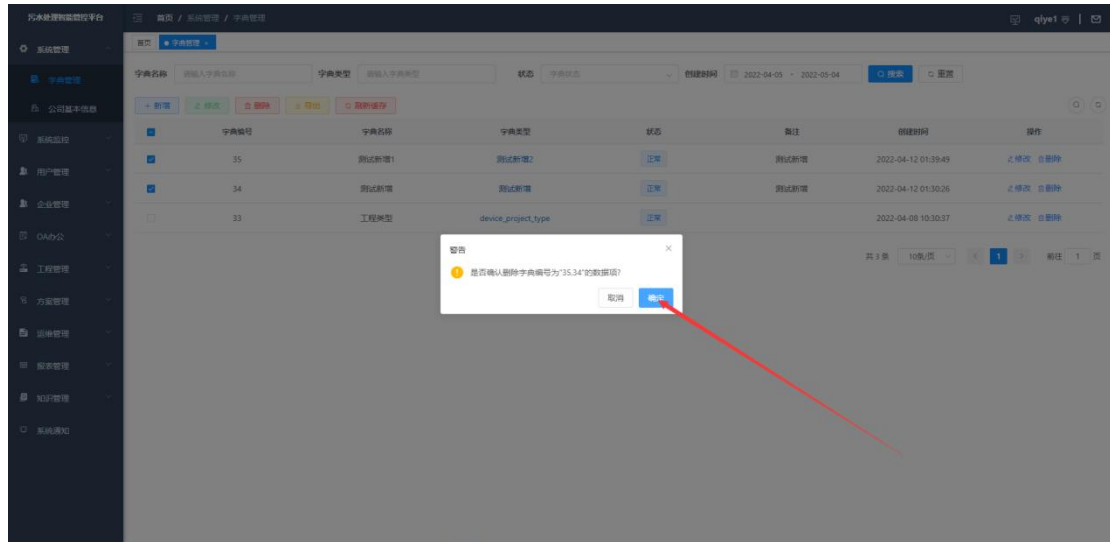 污水处理智能管控平台
首页 / 系统管理 / 字典管理
qiye1
系统管理
首页 字典管理 ×
字典管理
字典名称 请输入字典名称 字典类型 请输入字典类型 状态 字典状态 创建时间 2022-04-05 - 2022-05-04 搜索 重置
公司基本信息
+ 新增 修改 删除 导出 刷新缓存
系统监控
字典编号 字典名称 字典类型 状态 备注 创建时间 操作
35 测试新增1 测试新增2 正常 测试新增 2022-04-12 01:39:49 修改 删除
用户管理
34 测试新增 测试新增 正常 测试新增 2022-04-12 01:30:26 修改 删除
企业管理
33 工程类型 device_project_type 正常 2022-04-08 10:30:37 修改 删除
OA办公
警告 ×
共 3 条 10条/页 < 1 > 前往 1 页
工程管理
是否确认删除字典编号为"35,34"的数据项?
取消 确定
方案管理
运维管理
报表管理
知识管理
系统通知